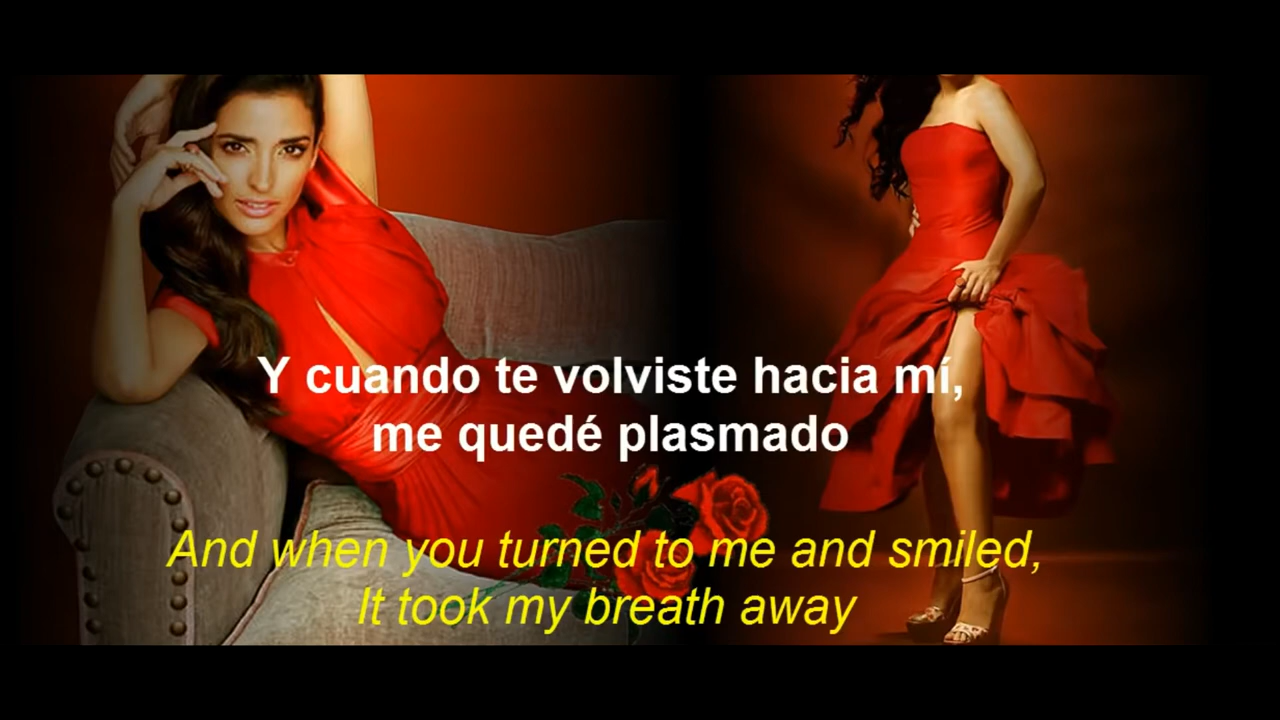 Y cuando te volviste hacia mí,
me quedé plasmado
And when you turned to me and smiled,
It took my breath away